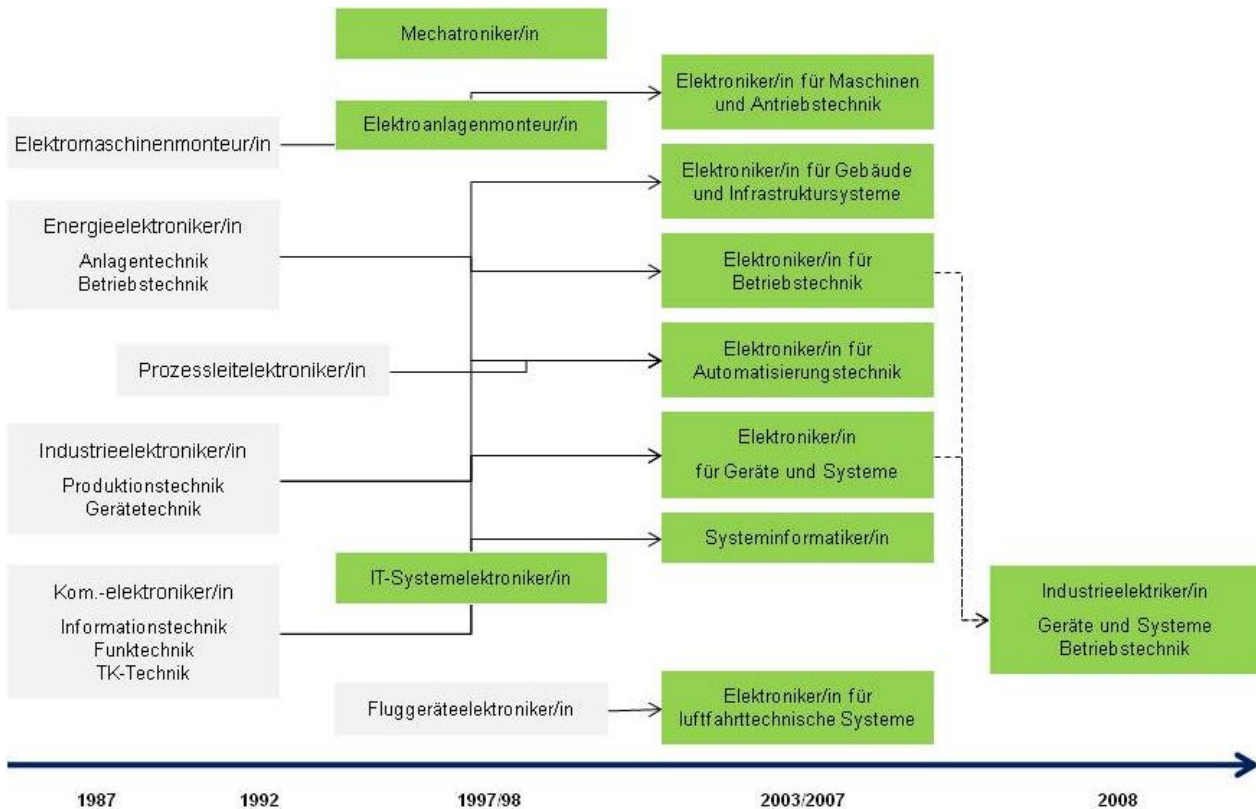 Mechatroniker/in
Elektroniker/in für Maschinen
und Antriebstechnik
Elektroanlagenmonteur/in
Elektromaschinenmonteur/in
Elektroniker/in für Gebäude
und Infrastruktursysteme
Energieelektroniker/in
Anlagentechnik
Betriebstechnik
Elektroniker/in für
Betriebstechnik
Prozessleitelektroniker/in
Elektroniker/in für
Automatisierungstechnik
Industrieelektroniker/in
Produktionstechnik
Gerätetechnik
Elektroniker/in
für Geräte und Systeme
Systeminformatiker/in
IT-Systemelektroniker/in
Kom.-elektroniker/in
Informationstechnik
Funktechnik
TK-Technik
Industrieelektriker/in
Geräte und Systeme
Betriebstechnik
Fluggeräteelektroniker/in
Elektroniker/in für
luftfahrttechnische Systeme
1987 1992 1997/98 2003/2007 2008